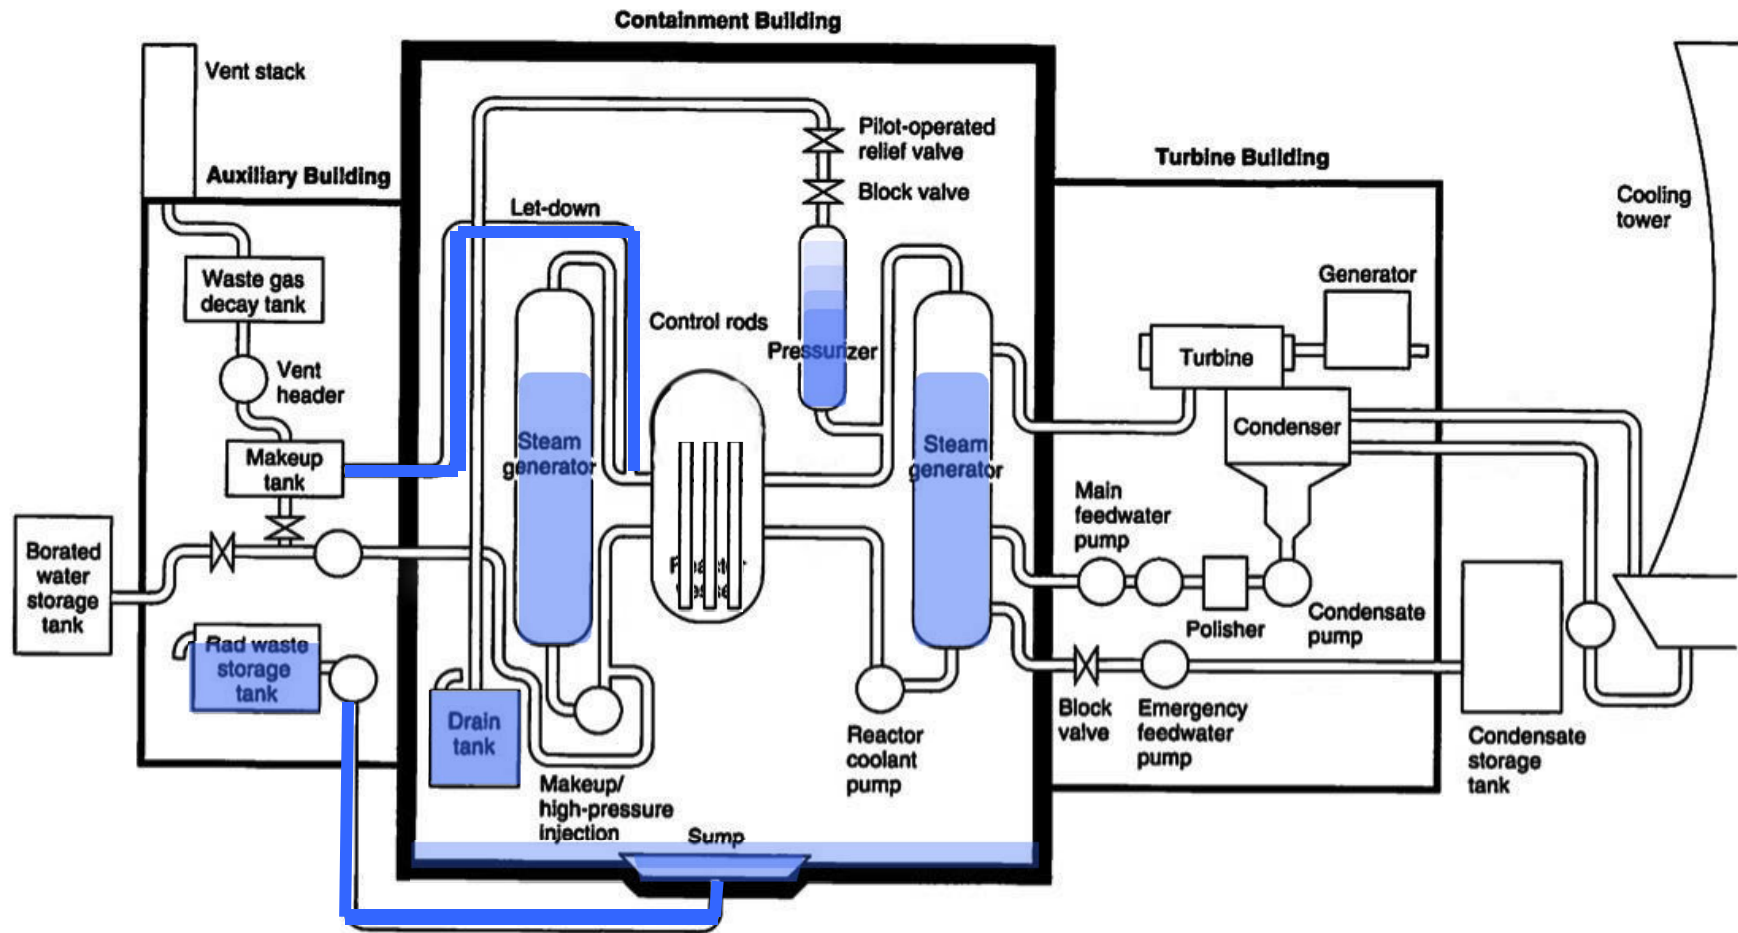 Containment Building
Vent stack
Pilot-operated
relief valve
Auxiliary Building
Turbine Building
Block valve
Cooling
tower
Let-down
Waste gas
decay tank
Generator
Control rods
Pressurizer
Turbine
Vent
header
Makeup
tank
Steam
generator
Steam
generator
Condenser
Main
feedwater
pump
Borated
water
storage
tank
Reactor
Vessel
Polisher
Condensate
pump
Rad waste
storage
tank
Drain
tank
Block
valve
Emergency
feedwater
pump
Reactor
coolant
pump
Condensate
storage
tank
Makeup/
high-pressure
injection
Sump